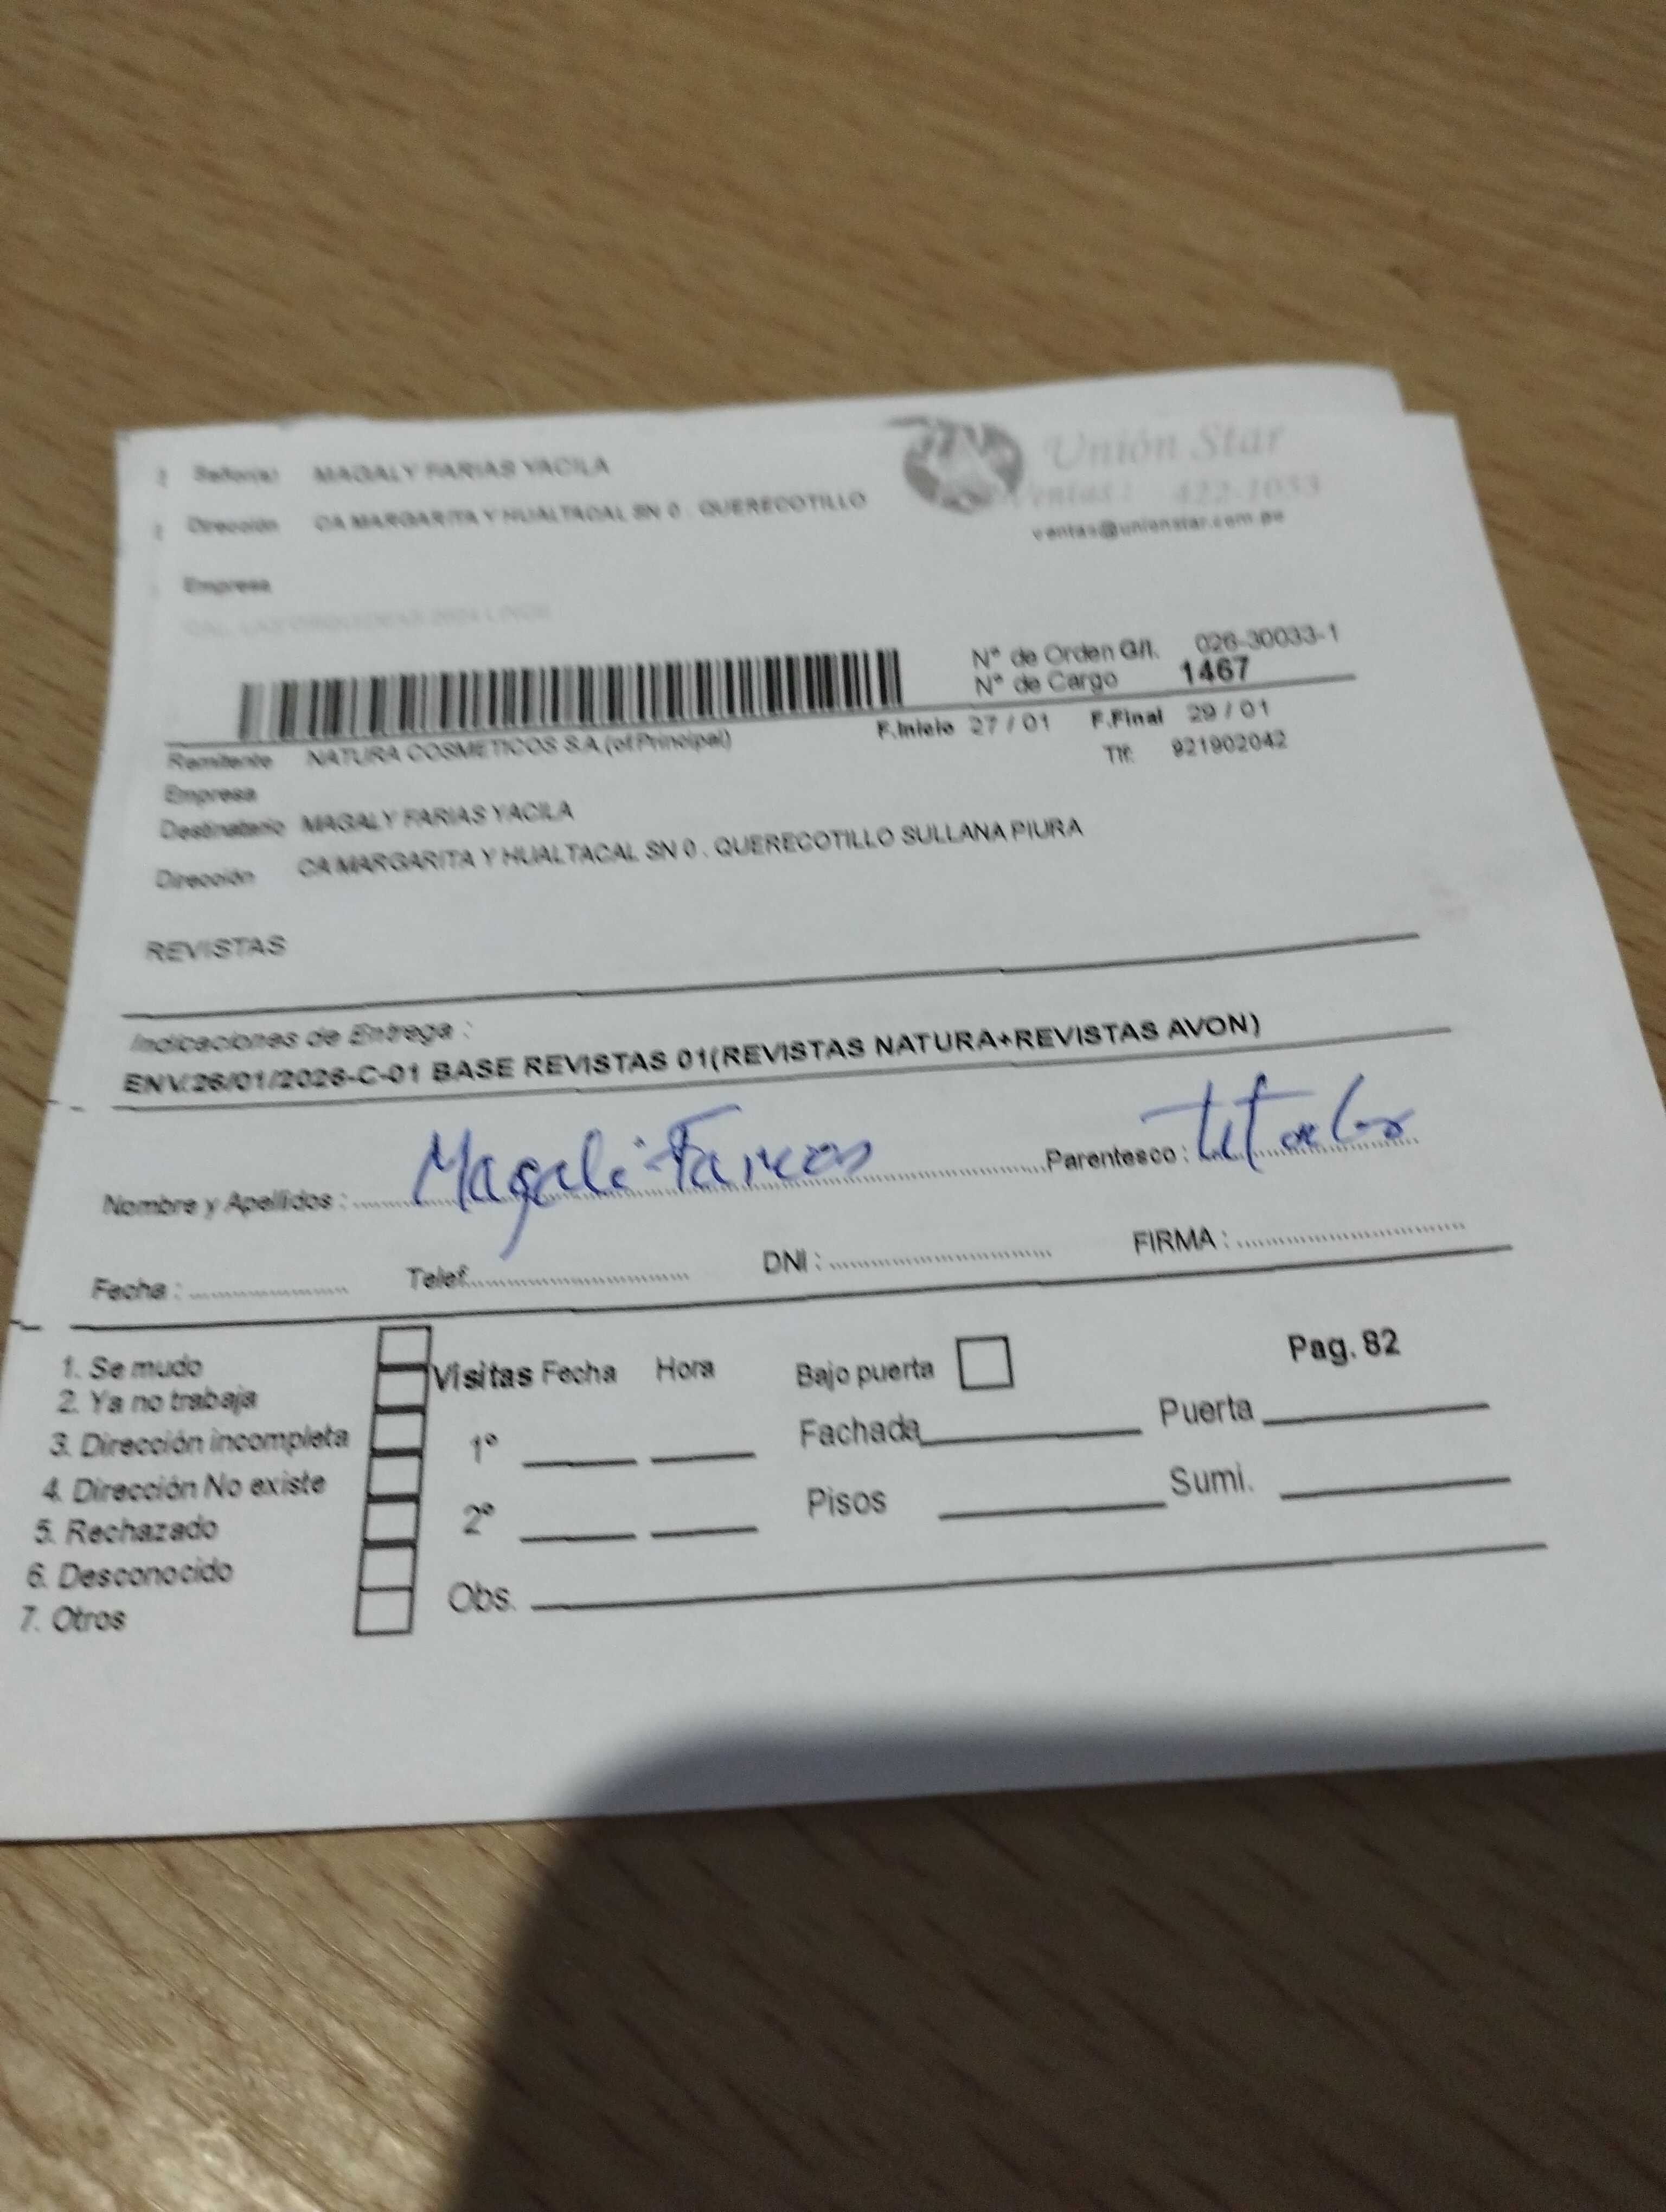 Señor(a) MAGALY FARIAS YACILA
Dirección CA MARGARITA Y HUALTACAL SN 0 . QUERECOTILLO
Empresa
Unión Star
Ventas : 422-1053
ventas@unionstar.com.pe
N° de Orden G/I. 026-30033-1
N° de Cargo 1467
F.Inicio 27 / 01 F.Final 29 / 01
Remitente NATURA COSMETICOS S.A.(of.Principal)
Tlf: 921902042
Empresa
Destinatario MAGALY FARIAS YACILA
Dirección CA MARGARITA Y HUALTACAL SN 0 . QUERECOTILLO SULLANA PIURA
REVISTAS
Indicaciones de Entrega :
ENV.26/01/2026-C-01 BASE REVISTAS 01(REVISTAS NATURA+REVISTAS AVON)
Nombre y Apellidos : Magali Farias Parentesco : titular
Fecha : Telef. DNI : FIRMA :
1. Se mudo
2. Ya no trabaja
3. Dirección incompleta
4. Dirección No existe
5. Rechazado
6. Desconocido
7. Otros
Visitas Fecha Hora
1º
2º
Obs.
Bajo puerta
Pag. 82
Fachada Puerta
Pisos Sumi.